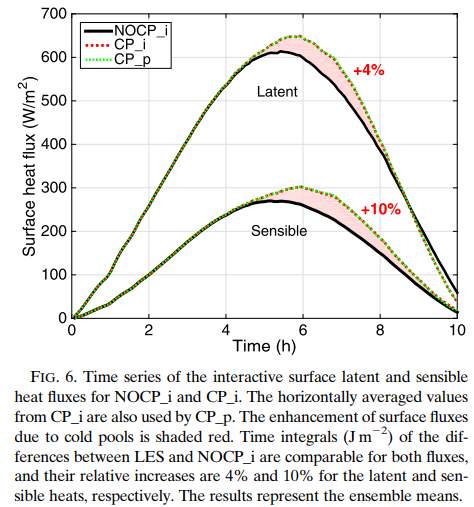 700
600
500
400
300
200
100
0
Surface heat flux (W/m²)
NOCP_i
CP_i
CP_p
+4%
Latent
+10%
Sensible
0 2 4 6 8 10
Time (h)
FIG. 6. Time series of the interactive surface latent and sensible
heat fluxes for NOCP_i and CP_i. The horizontally averaged values
from CP_i are also used by CP_p. The enhancement of surface fluxes
due to cold pools is shaded red. Time integrals (J m⁻²) of the dif-
ferences between LES and NOCP_i are comparable for both fluxes,
and their relative increases are 4% and 10% for the latent and sen-
sible heats, respectively. The results represent the ensemble means.